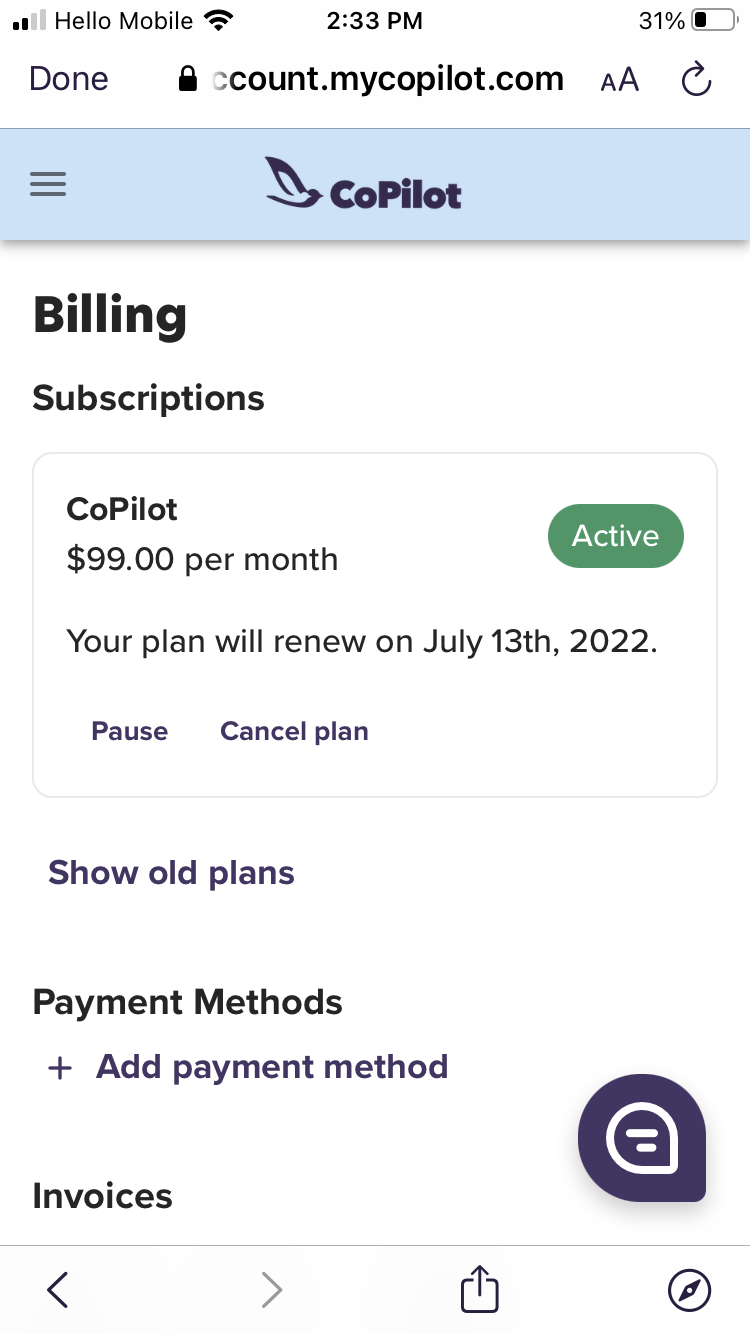 Hello Mobile 2:33 PM 31%
Done ccount.mycopilot.com AA
CoPilot
Billing
Subscriptions
CoPilot
$99.00 per month
Active
Your plan will renew on July 13th, 2022.
Pause Cancel plan
Show old plans
Payment Methods
+ Add payment method
Invoices